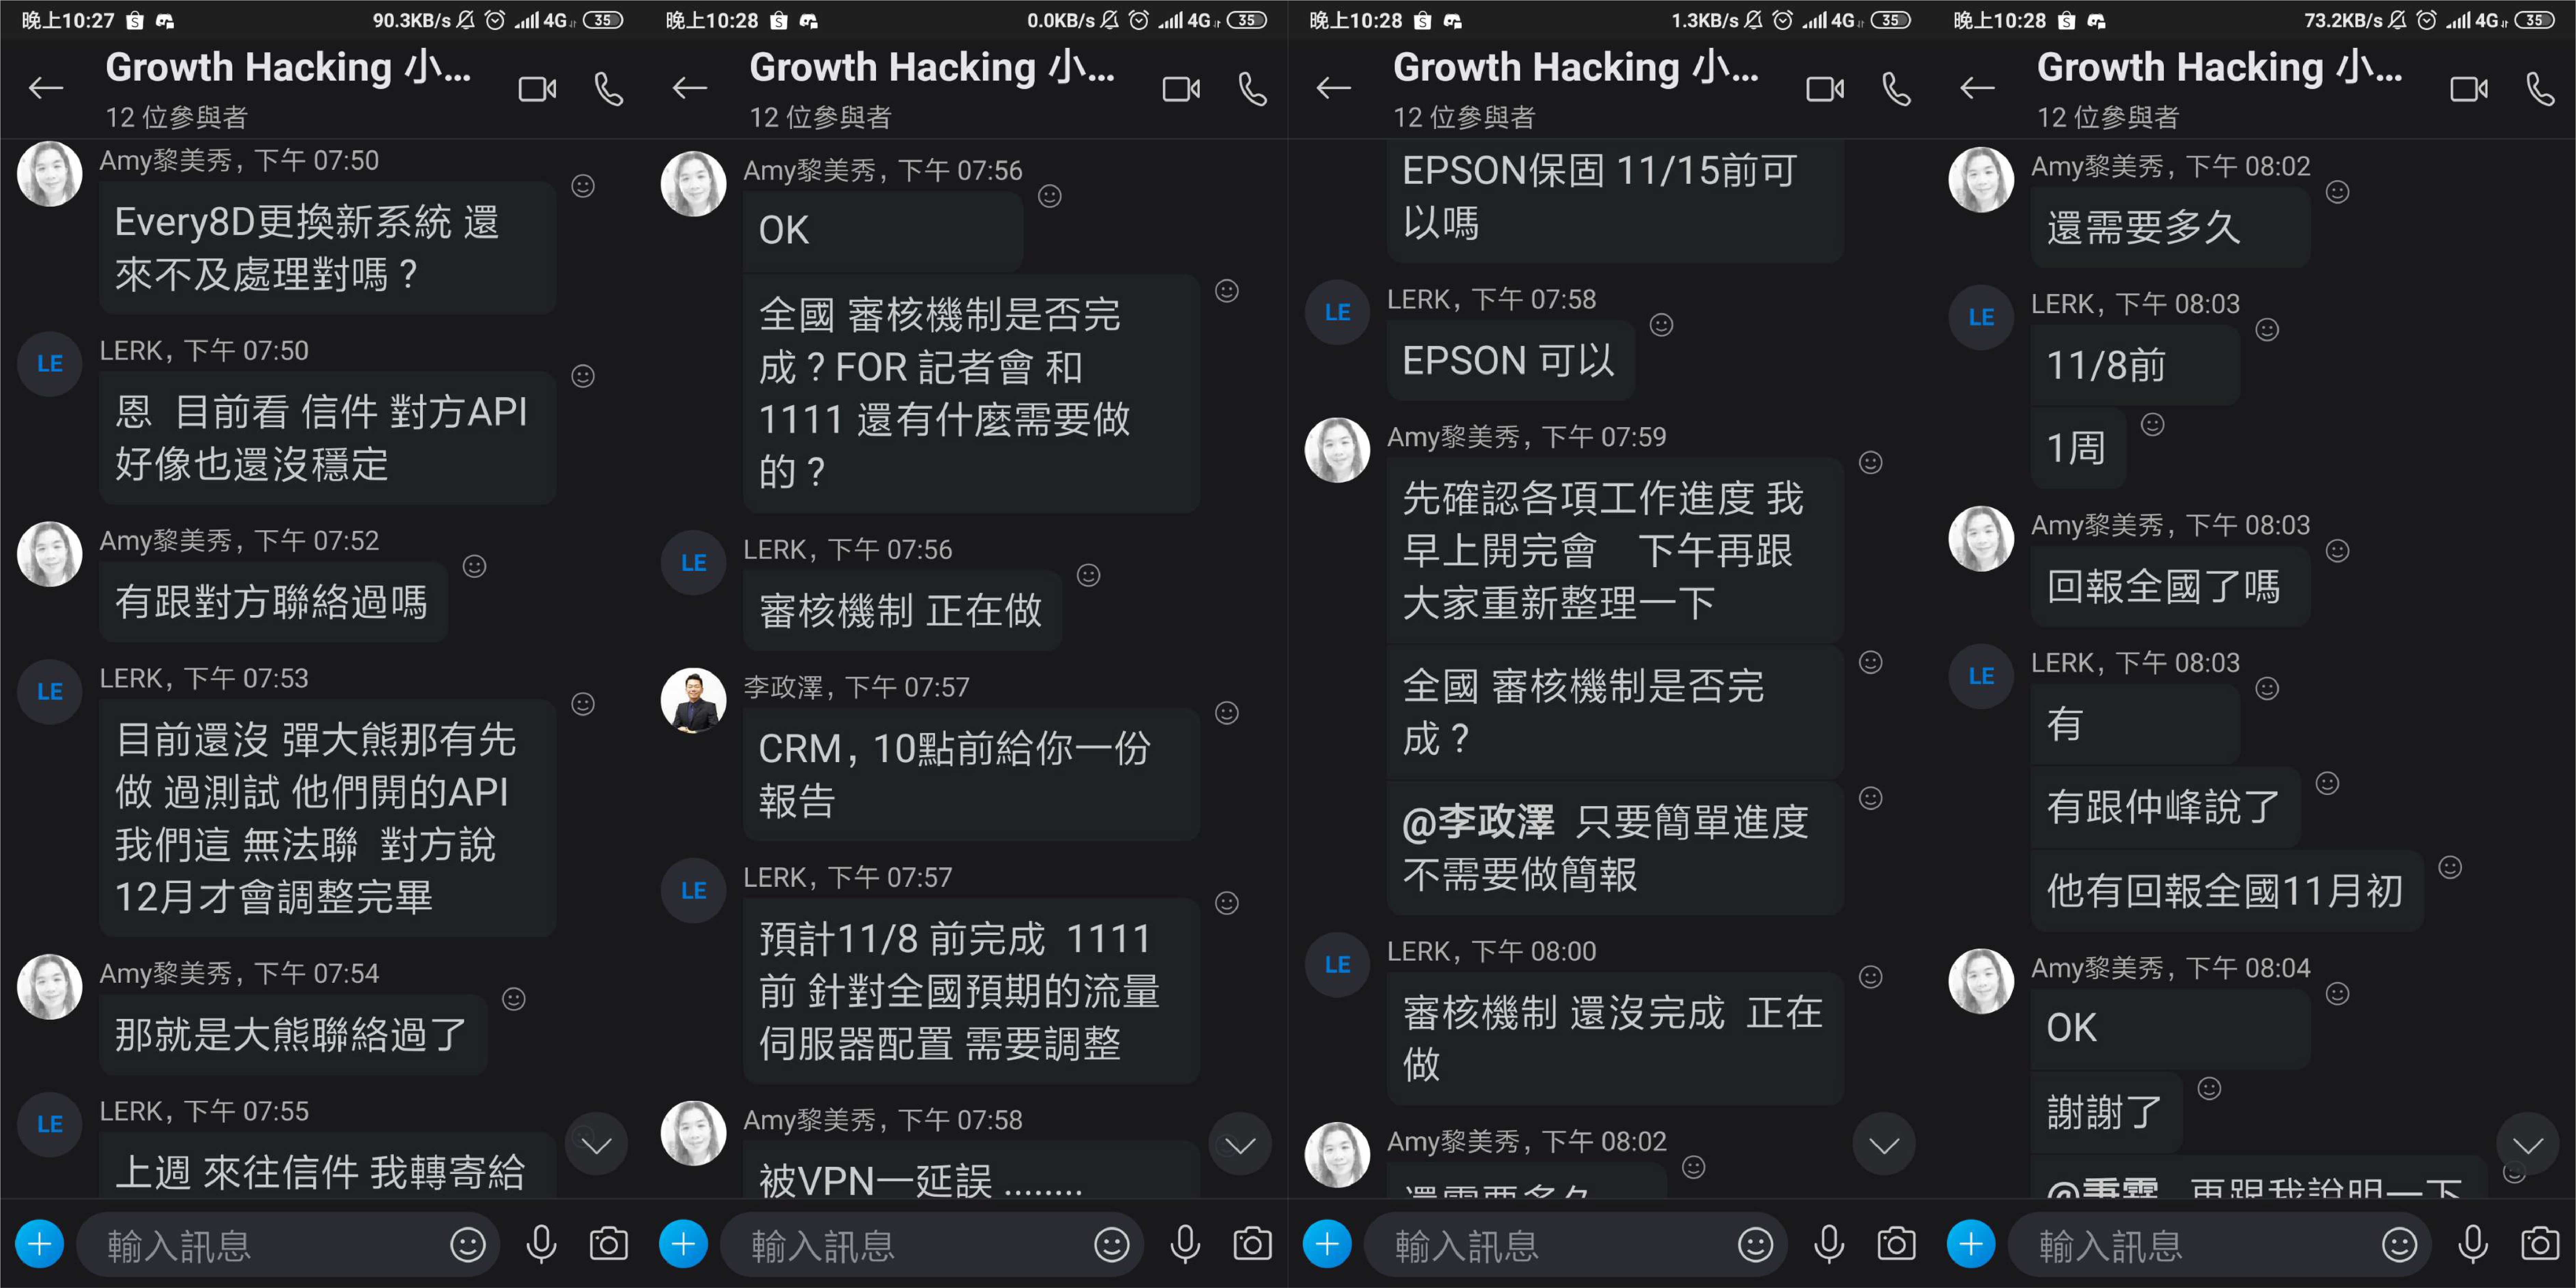 晚上10:27
90.3KB/s
4G
35
Growth Hacking 小...
12 位參與者
Amy黎美秀, 下午 07:50
Every8D更換新系統 還
來不及處理對嗎?
LE
LERK, 下午 07:50
恩 目前看 信件 對方API
好像也還沒穩定
Amy黎美秀, 下午 07:52
有跟對方聯絡過嗎
LE
LERK, 下午 07:53
目前還沒 彈大熊那有先
做 過測試 他們開的API
我們這 無法聯 對方說
12月才會調整完畢
Amy黎美秀, 下午 07:54
那就是大熊聯絡過了
LE
LERK, 下午 07:55
上週 來往信件 我轉寄給
輸入訊息
晚上10:28
0.0KB/s
4G
35
Growth Hacking 小...
12 位參與者
Amy黎美秀, 下午 07:56
OK
全國 審核機制是否完
成?FOR 記者會 和
1111 還有什麼需要做
的?
LE
LERK, 下午 07:56
審核機制 正在做
李政澤, 下午 07:57
CRM, 10點前給你一份
報告
LE
LERK, 下午 07:57
預計11/8 前完成 1111
前 針對全國預期的流量
伺服器配置 需要調整
Amy黎美秀, 下午 07:58
被VPN一延誤 ........
輸入訊息
晚上10:28
1.3KB/s
4G
35
Growth Hacking 小...
12 位參與者
EPSON保固 11/15前可
以嗎
LE
LERK, 下午 07:58
EPSON 可以
Amy黎美秀, 下午 07:59
先確認各項工作進度 我
早上開完會 下午再跟
大家重新整理一下
全國 審核機制是否完
成?
@李政澤 只要簡單進度
不需要做簡報
LE
LERK, 下午 08:00
審核機制 還沒完成 正在
做
Amy黎美秀, 下午 08:02
還需要多久
輸入訊息
晚上10:28
73.2KB/s
4G
35
Growth Hacking 小...
12 位參與者
Amy黎美秀, 下午 08:02
還需要多久
LE
LERK, 下午 08:03
11/8前
1周
Amy黎美秀, 下午 08:03
回報全國了嗎
LE
LERK, 下午 08:03
有
有跟仲峰說了
他有回報全國11月初
Amy黎美秀, 下午 08:04
OK
謝謝了
再跟我說明一下
輸入訊息